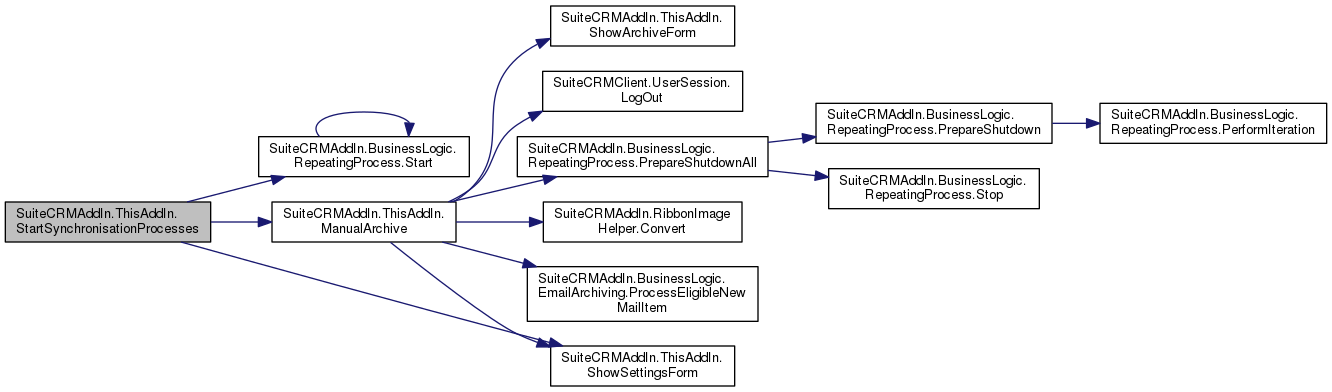 SuiteCRMAddIn.ThisAddIn.
StartSynchronisationProcesses
SuiteCRMAddIn.BusinessLogic.
RepeatingProcess.Start
SuiteCRMAddIn.ThisAddIn.
ManualArchive
SuiteCRMAddIn.ThisAddIn.
ShowArchiveForm
SuiteCRMClient.UserSession.
LogOut
SuiteCRMAddIn.BusinessLogic.
RepeatingProcess.PrepareShutdownAll
SuiteCRMAddIn.RibbonImage
Helper.Convert
SuiteCRMAddIn.BusinessLogic.
EmailArchiving.ProcessEligibleNew
MailItem
SuiteCRMAddIn.ThisAddIn.
ShowSettingsForm
SuiteCRMAddIn.BusinessLogic.
RepeatingProcess.PrepareShutdown
SuiteCRMAddIn.BusinessLogic.
RepeatingProcess.Stop
SuiteCRMAddIn.BusinessLogic.
RepeatingProcess.PerformIteration